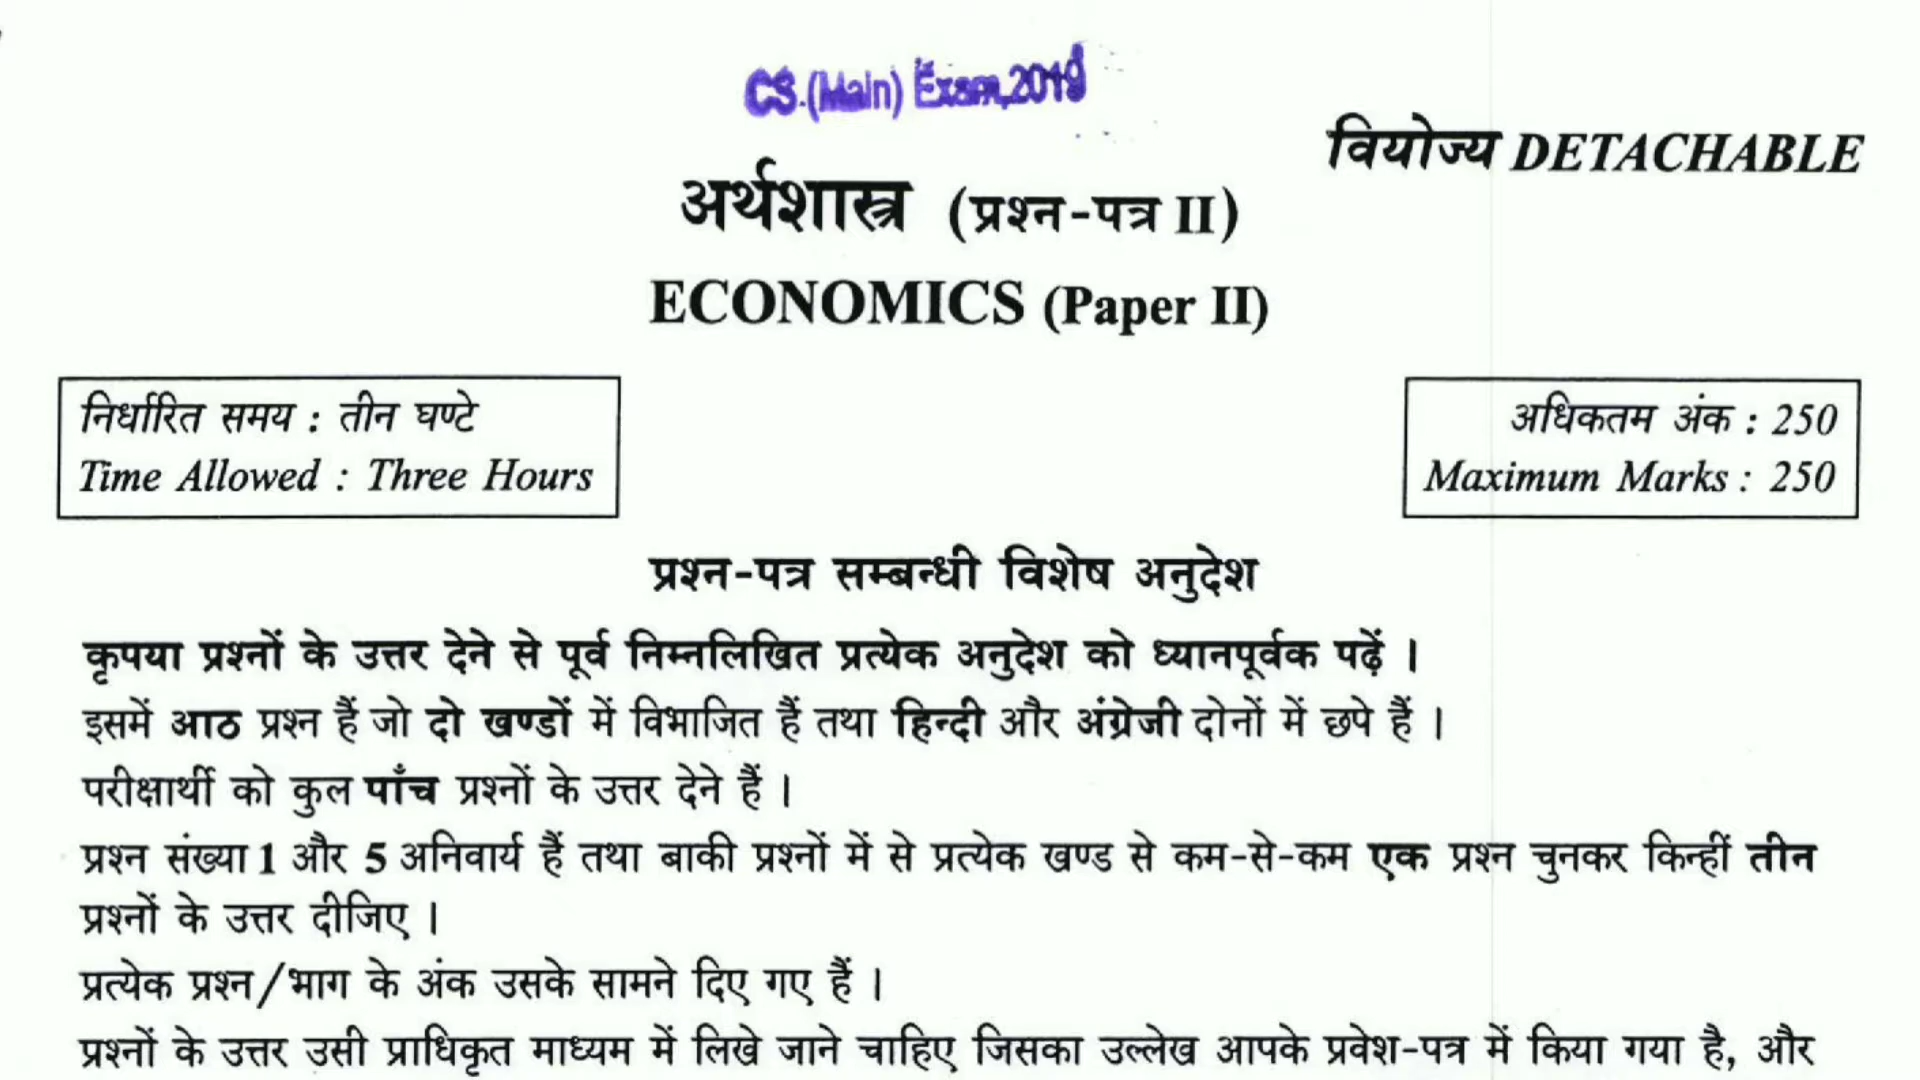 CS.(Main) Exam,2019
वियोज्य DETACHABLE
अर्थशास्त्र (प्रश्न-पत्र II)
ECONOMICS (Paper II)
निर्धारित समय : तीन घण्टे
Time Allowed : Three Hours
अधिकतम अंक : 250
Maximum Marks : 250
प्रश्न-पत्र सम्बन्धी विशेष अनुदेश
कृपया प्रश्नों के उत्तर देने से पूर्व निम्नलिखित प्रत्येक अनुदेश को ध्यानपूर्वक पढ़ें ।
इसमें आठ प्रश्न हैं जो दो खण्डों में विभाजित हैं तथा हिन्दी और अंग्रेजी दोनों में छपे हैं ।
परीक्षार्थी को कुल पाँच प्रश्नों के उत्तर देने हैं ।
प्रश्न संख्या 1 और 5 अनिवार्य हैं तथा बाकी प्रश्नों में से प्रत्येक खण्ड से कम-से-कम एक प्रश्न चुनकर किन्हीं तीन
प्रश्नों के उत्तर दीजिए ।
प्रत्येक प्रश्न/भाग के अंक उसके सामने दिए गए हैं ।
प्रश्नों के उत्तर उसी प्राधिकृत माध्यम में लिखे जाने चाहिए जिसका उल्लेख आपके प्रवेश-पत्र में किया गया है, और